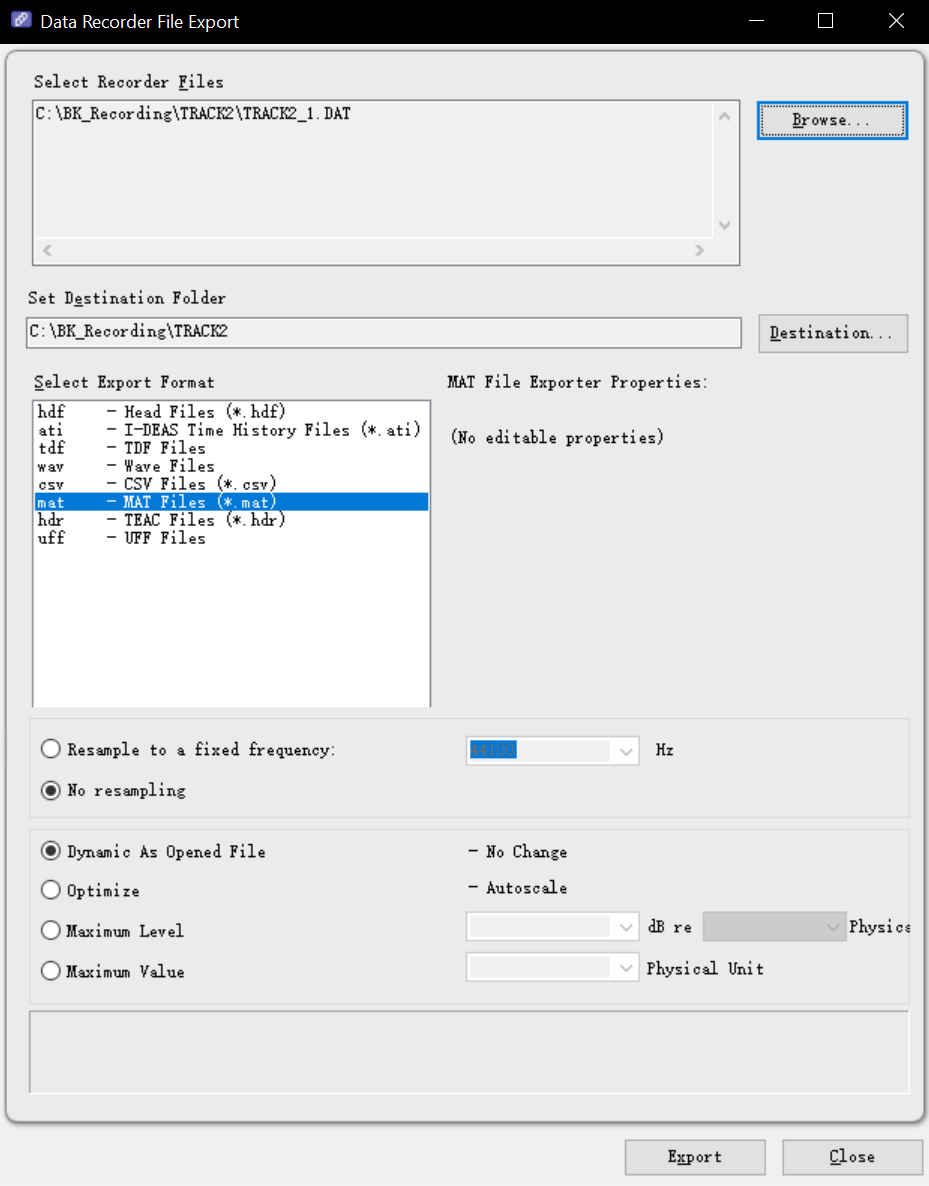 Data Recorder File Export
Select Recorder Files
C:\BK_Recording\TRACK2\TRACK2_1.DAT
Browse...
Set Destination Folder
C:\BK_Recording\TRACK2
Destination...
Select Export Format
MAT File Exporter Properties:
hdf - Head Files (*.hdf)
ati - I-DEAS Time History Files (*.ati)
tdf - TDF Files
wav - Wave Files
csv - CSV Files (*.csv)
mat - MAT Files (*.mat)
hdr - TEAC Files (*.hdr)
uff - UFF Files
(No editable properties)
Resample to a fixed frequency: 44100 Hz
No resampling
Dynamic As Opened File - No Change
Optimize - Autoscale
Maximum Level dB re Physica
Maximum Value Physical Unit
Export Close